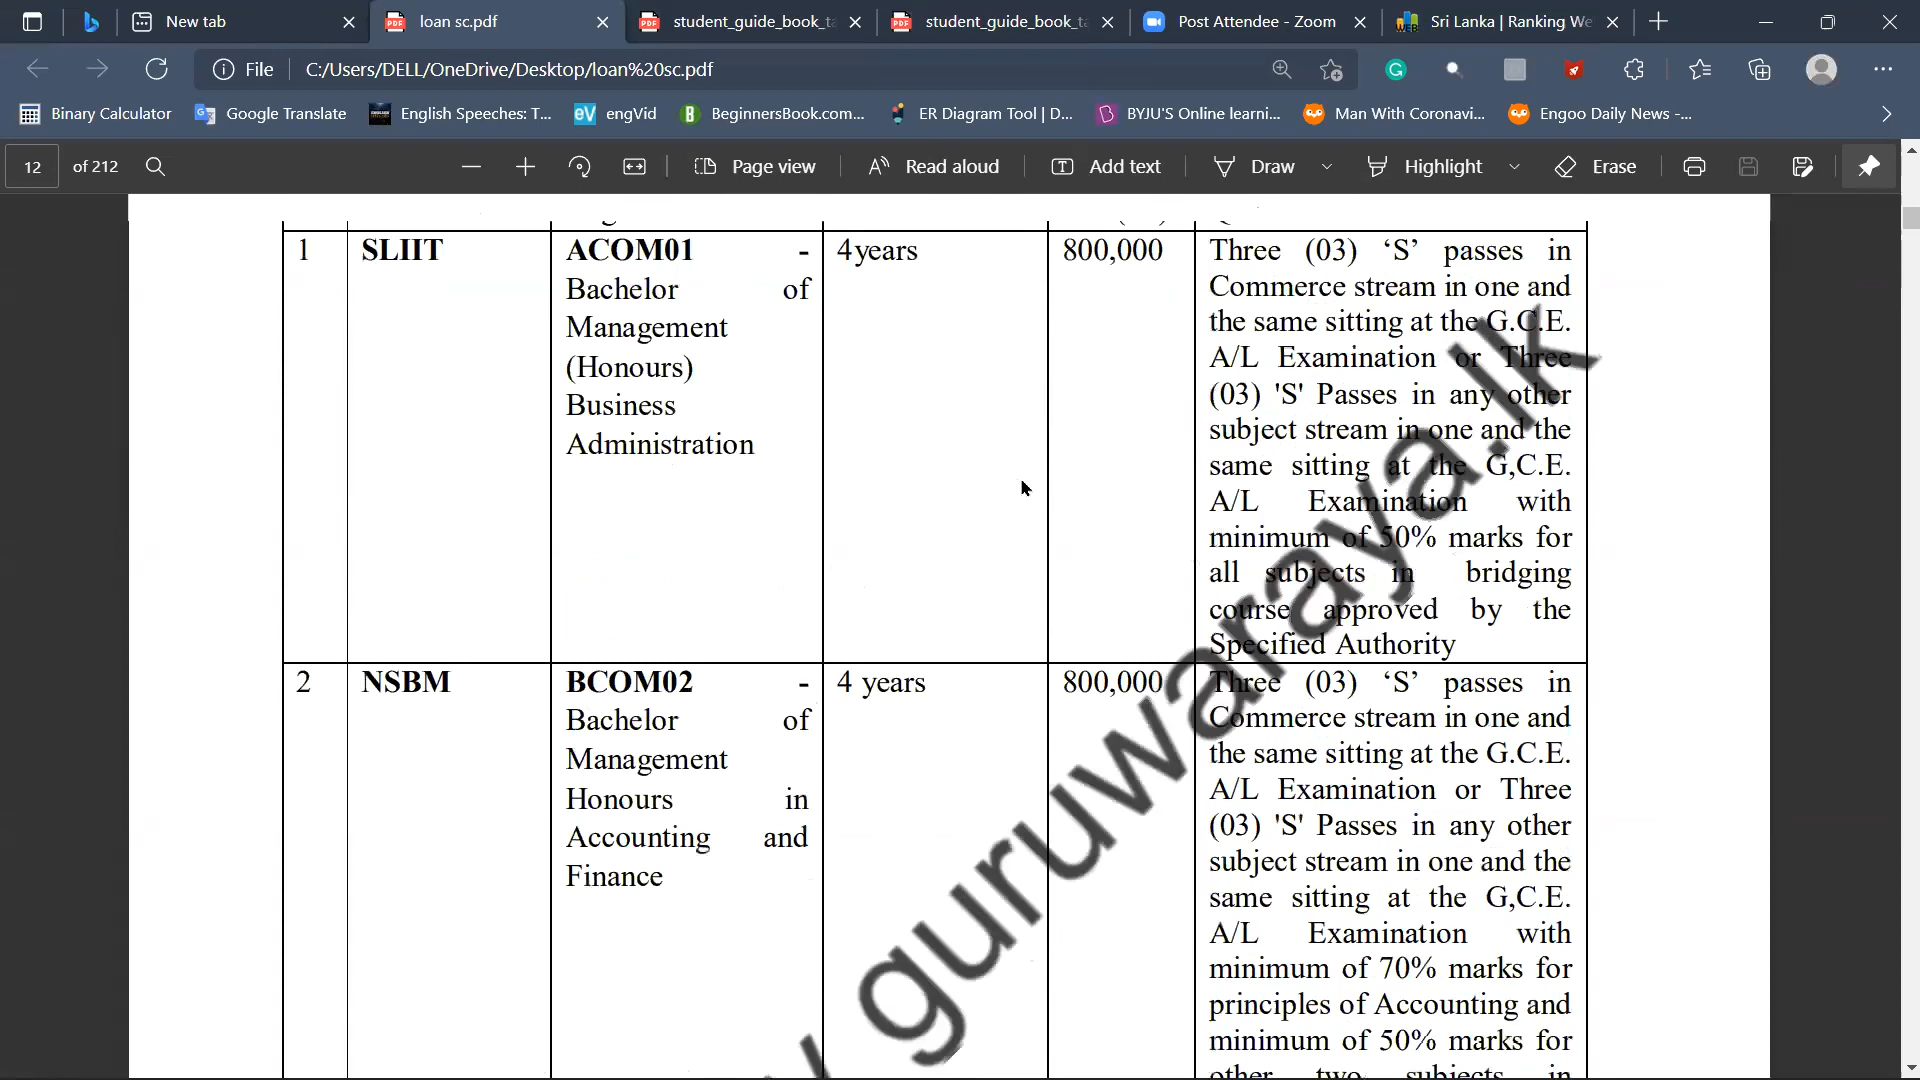 New tab
loan sc.pdf
student_guide_book_ta
student_guide_book_ta
Post Attendee - Zoom
Sri Lanka | Ranking We
File
C:/Users/DELL/OneDrive/Desktop/loan%20sc.pdf
Binary Calculator
Google Translate
English Speeches: T...
engVid
BeginnersBook.com...
ER Diagram Tool | D...
BYJU'S Online learni...
Man With Coronavi...
Engoo Daily News -...
12 of 212
Page view
Read aloud
Add text
Draw
Highlight
Erase
1
SLIIT
ACOM01 -
Bachelor of
Management
(Honours)
Business
Administration
4years
800,000
Three (03) ‘S’ passes in
Commerce stream in one and
the same sitting at the G.C.E.
A/L Examination or Three
(03) 'S' Passes in any other
subject stream in one and the
same sitting at the G,C.E.
A/L Examination with
minimum of 50% marks for
all subjects in bridging
course approved by the
Specified Authority
2
NSBM
BCOM02 -
Bachelor of
Management
Honours in
Accounting and
Finance
4 years
800,000
Three (03) ‘S’ passes in
Commerce stream in one and
the same sitting at the G.C.E.
A/L Examination or Three
(03) 'S' Passes in any other
subject stream in one and the
same sitting at the G,C.E.
A/L Examination with
minimum of 70% marks for
principles of Accounting and
minimum of 50% marks for
other two subjects in
guruwaraya.lk